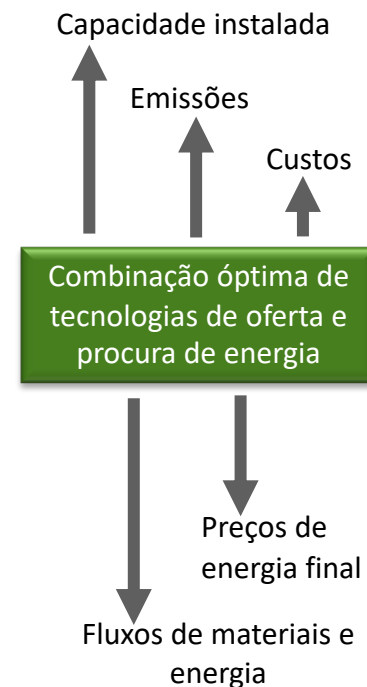 Capacidade instalada
Emissões
Custos
Combinação óptima de
tecnologias de oferta e
procura de energia
Preços de
energia final
Fluxos de materiais e
energia